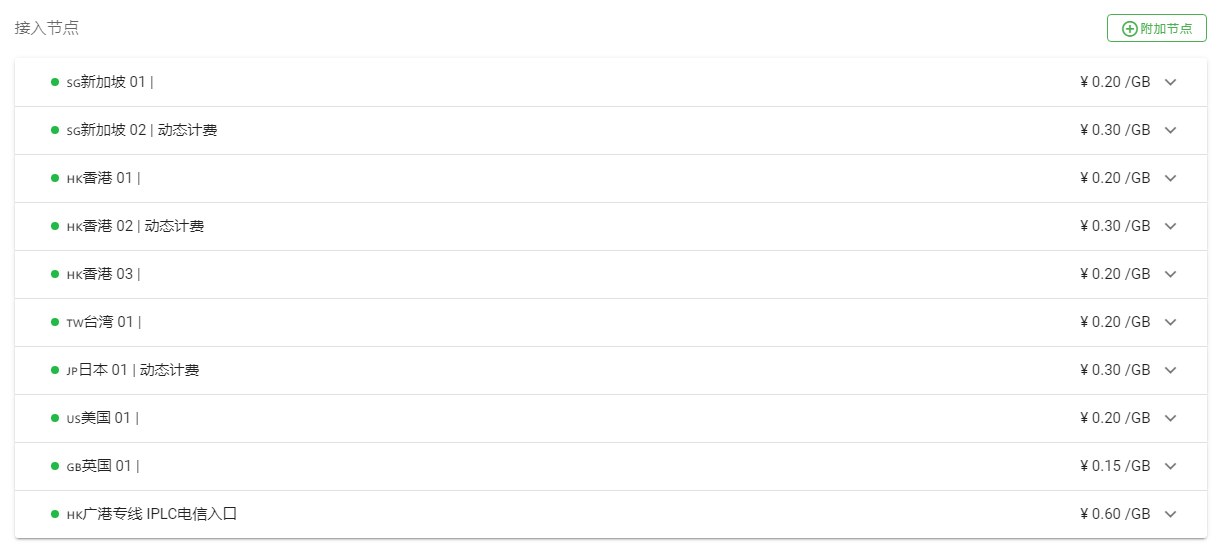 接入节点
附加节点
SG新加坡 01 |
¥ 0.20 /GB
SG新加坡 02 | 动态计费
¥ 0.30 /GB
HK香港 01 |
¥ 0.20 /GB
HK香港 02 | 动态计费
¥ 0.30 /GB
HK香港 03 |
¥ 0.20 /GB
TW台湾 01 |
¥ 0.20 /GB
JP日本 01 | 动态计费
¥ 0.30 /GB
US美国 01 |
¥ 0.20 /GB
GB英国 01 |
¥ 0.15 /GB
HK广港专线 IPLC电信入口
¥ 0.60 /GB